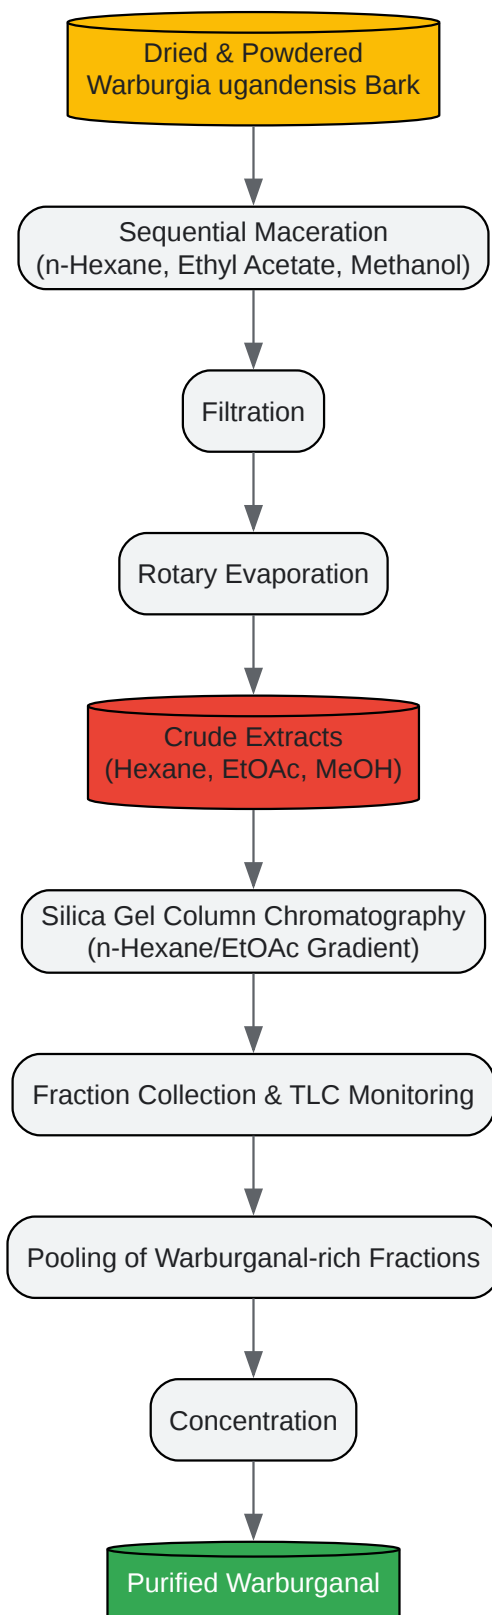 Dried & Powdered
Warburgia ugandensis Bark
Sequential Maceration
(n-Hexane, Ethyl Acetate, Methanol)
Filtration
Rotary Evaporation
Crude Extracts
(Hexane, EtOAc, MeOH)
Silica Gel Column Chromatography
(n-Hexane/EtOAc Gradient)
Fraction Collection & TLC Monitoring
Pooling of Warburganal-rich Fractions
Concentration
Purified Warburganal